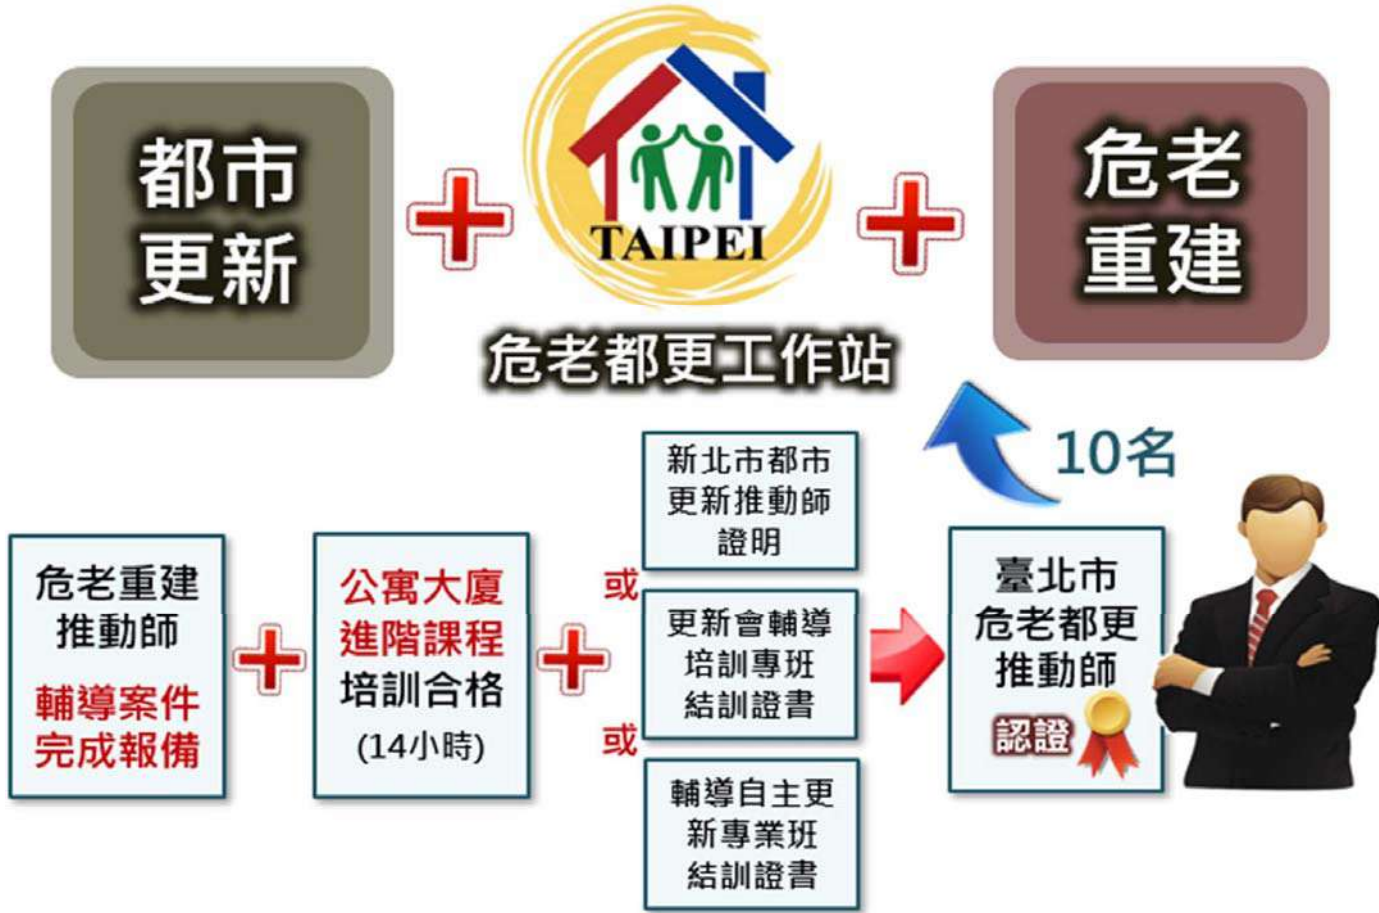 都市
更新
TAIPEI
危老都更工作站
危老
重建
10名
危老重建
推動師
輔導案件
完成報備
公寓大廈
進階課程
培訓合格
(14小時)
新北市都市
更新推動師
證明
或
更新會輔導
培訓專班
結訓證書
或
輔導自主更
新專業班
結訓證書
臺北市
危老都更
推動師
認證